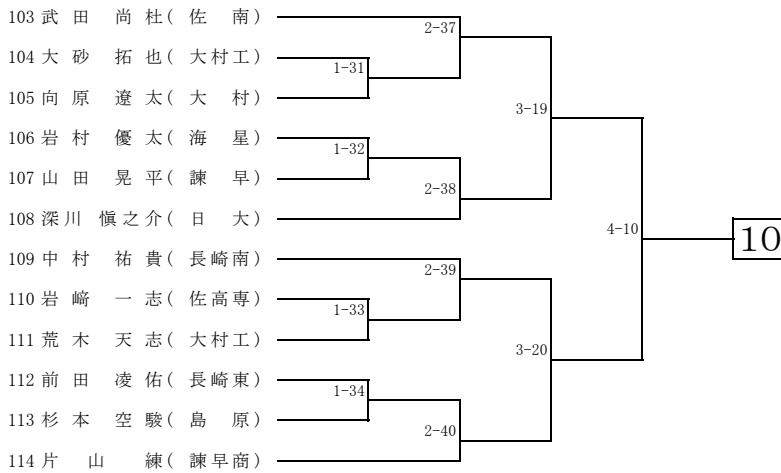 103 武 田 尚 杜( 佐 南 )
2-37
104 大 砂 拓 也( 大村工 )
1-31
105 向 原 遼 太( 大 村 )
3-19
106 岩 村 優 太( 海 星 )
1-32
107 山 田 晃 平( 諫 早 )
2-38
108 深川 愼之介( 日 大 )
4-10
10
109 中 村 祐 貴( 長崎南 )
2-39
110 岩 﨑 一 志( 佐高専 )
1-33
111 荒 木 天 志( 大村工 )
3-20
112 前 田 凌 佑( 長崎東 )
1-34
113 杉 本 空 駿( 島 原 )
2-40
114 片 山 練( 諫早商 )